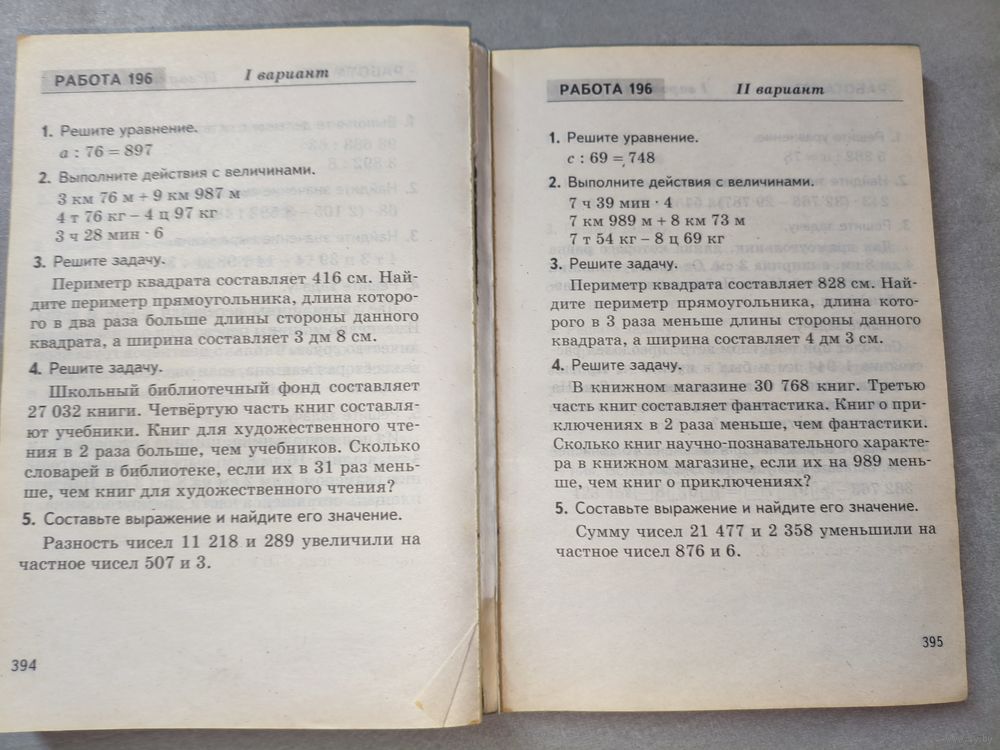 РАБОТА 196 I вариант
1. Решите уравнение.
a : 76 = 897
2. Выполните действия с величинами.
3 км 76 м + 9 км 987 м
4 т 76 кг – 4 ц 97 кг
3 ч 28 мин · 6
3. Решите задачу.
Периметр квадрата составляет 416 см. Най-
дите периметр прямоугольника, длина которо-
го в два раза больше длины стороны данного
квадрата, а ширина составляет 3 дм 8 см.
4. Решите задачу.
Школьный библиотечный фонд составляет
27 032 книги. Четвёртую часть книг составля-
ют учебники. Книг для художественного чте-
ния в 2 раза больше, чем учебников. Сколько
словарей в библиотеке, если их в 31 раз мень-
ше, чем книг для художественного чтения?
5. Составьте выражение и найдите его значение.
Разность чисел 11 218 и 289 увеличили на
частное чисел 507 и 3.
394
РАБОТА 196 II вариант
1. Решите уравнение.
c : 69 = 748
2. Выполните действия с величинами.
7 ч 39 мин · 4
7 км 989 м + 8 км 73 м
7 т 54 кг – 8 ц 69 кг
3. Решите задачу.
Периметр квадрата составляет 828 см. Най-
дите периметр прямоугольника, длина кото-
рого в 3 раза меньше длины стороны данного
квадрата, а ширина составляет 4 дм 3 см.
4. Решите задачу.
В книжном магазине 30 768 книг. Третью
часть книг составляет фантастика. Книг о при-
ключениях в 2 раза меньше, чем фантастики.
Сколько книг научно-познавательного характе-
ра в книжном магазине, если их на 989 мень-
ше, чем книг о приключениях?
5. Составьте выражение и найдите его значение.
Сумму чисел 21 477 и 2 358 уменьшили на
частное чисел 876 и 6.
395